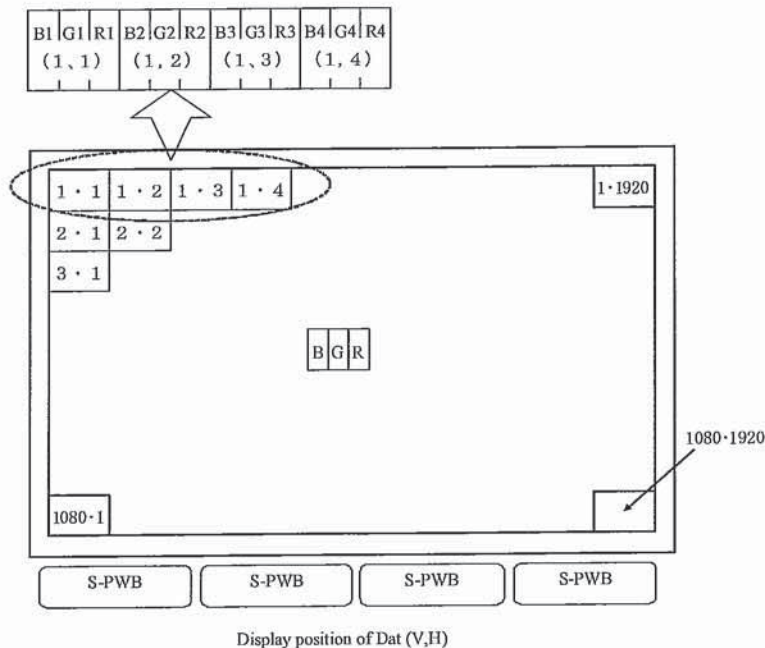 B1 G1 R1 B2 G2 R2 B3 G3 R3 B4 G4 R4
(1、1) (1, 2) (1、3) (1, 4)
1・1 1・2 1・3 1・4 1・1920
2・1 2・2
3・1
B G R
1080・1920
1080・1
S-PWB S-PWB S-PWB S-PWB
Display position of Dat (V,H)